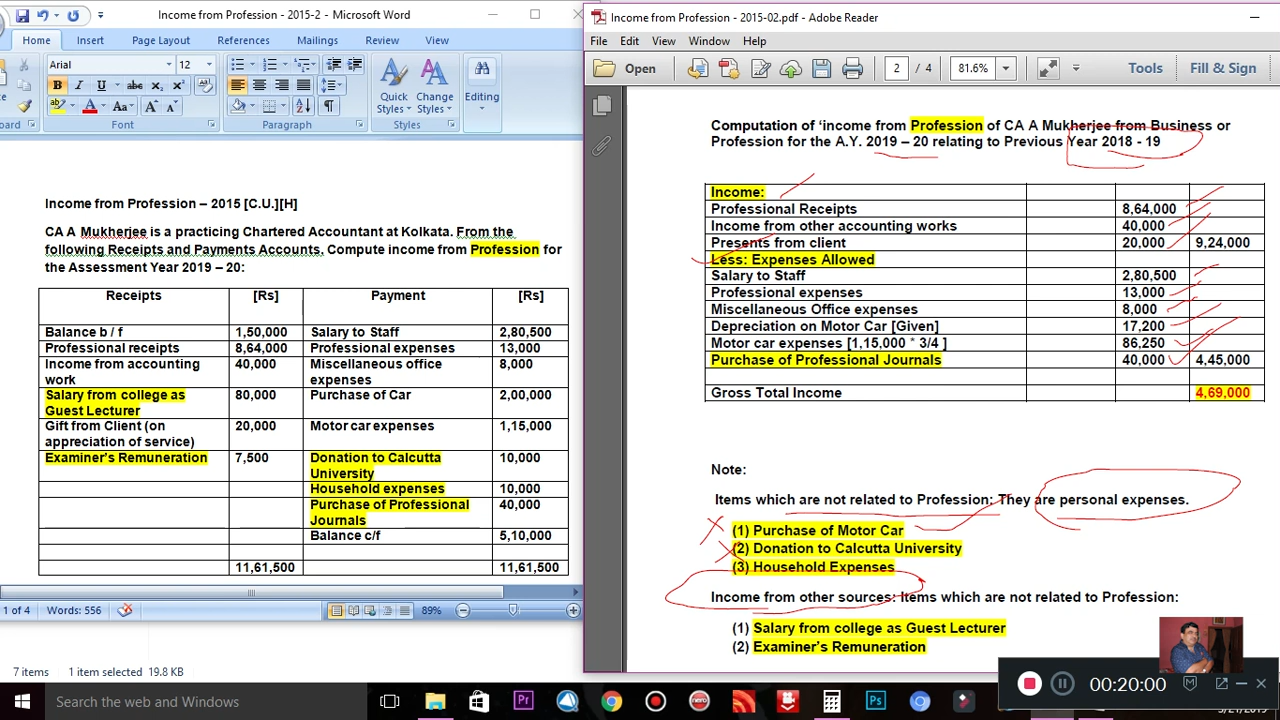 Income from Profession - 2015-2 - Microsoft Word
Home Insert Page Layout References Mailings Review View
Arial 12
B I U abc x₂ x²
Aa A A
oard Font Paragraph Styles
Quick Styles
Change Styles
Editing
Income from Profession – 2015 [C.U.][H]
CA A Mukherjee is a practicing Chartered Accountant at Kolkata. From the
following Receipts and Payments Accounts. Compute income from Profession for
the Assessment Year 2019 – 20:
Receipts [Rs] Payment [Rs]
Balance b / f 1,50,000 Salary to Staff 2,80,500
Professional receipts 8,64,000 Professional expenses 13,000
Income from accounting work 40,000 Miscellaneous office expenses 8,000
Salary from college as Guest Lecturer 80,000 Purchase of Car 2,00,000
Gift from Client (on appreciation of service) 20,000 Motor car expenses 1,15,000
Examiner's Remuneration 7,500 Donation to Calcutta University 10,000
Household expenses 10,000
Purchase of Professional Journals 40,000
Balance c/f 5,10,000
11,61,500 11,61,500
1 of 4 Words: 556 89%
7 items 1 item selected 19.8 KB
Income from Profession - 2015-02.pdf - Adobe Reader
File Edit View Window Help
Open 2 / 4 81.6% Tools Fill & Sign
Computation of ‘income from Profession of CA A Mukherjee from Business or
Profession for the A.Y. 2019 – 20 relating to Previous Year 2018 - 19
Income:
Professional Receipts 8,64,000
Income from other accounting works 40,000
Presents from client 20,000 9,24,000
Less: Expenses Allowed
Salary to Staff 2,80,500
Professional expenses 13,000
Miscellaneous Office expenses 8,000
Depreciation on Motor Car [Given] 17,200
Motor car expenses [1,15,000 * 3/4 ] 86,250
Purchase of Professional Journals 40,000 4,45,000
Gross Total Income 4,69,000
Note:
Items which are not related to Profession: They are personal expenses.
(1) Purchase of Motor Car
(2) Donation to Calcutta University
(3) Household Expenses
Income from other sources: Items which are not related to Profession:
(1) Salary from college as Guest Lecturer
(2) Examiner's Remuneration
00:20:00
Search the web and Windows
Pr
nero
Ps